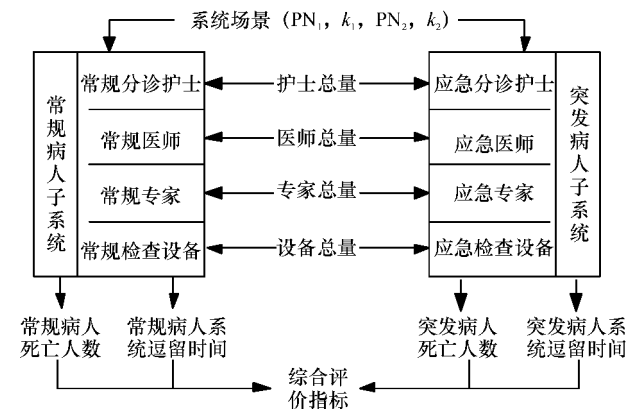 系统场景（PN₁，k₁，PN₂，k₂）
常规病人子系统
常规分诊护士
护士总量
应急分诊护士
突发病人子系统
常规医师
医师总量
应急医师
常规专家
专家总量
应急专家
常规检查设备
设备总量
应急检查设备
常规病人
死亡人数
常规病人系
统逗留时间
突发病人
死亡人数
突发病人系
统逗留时间
综合评
价指标